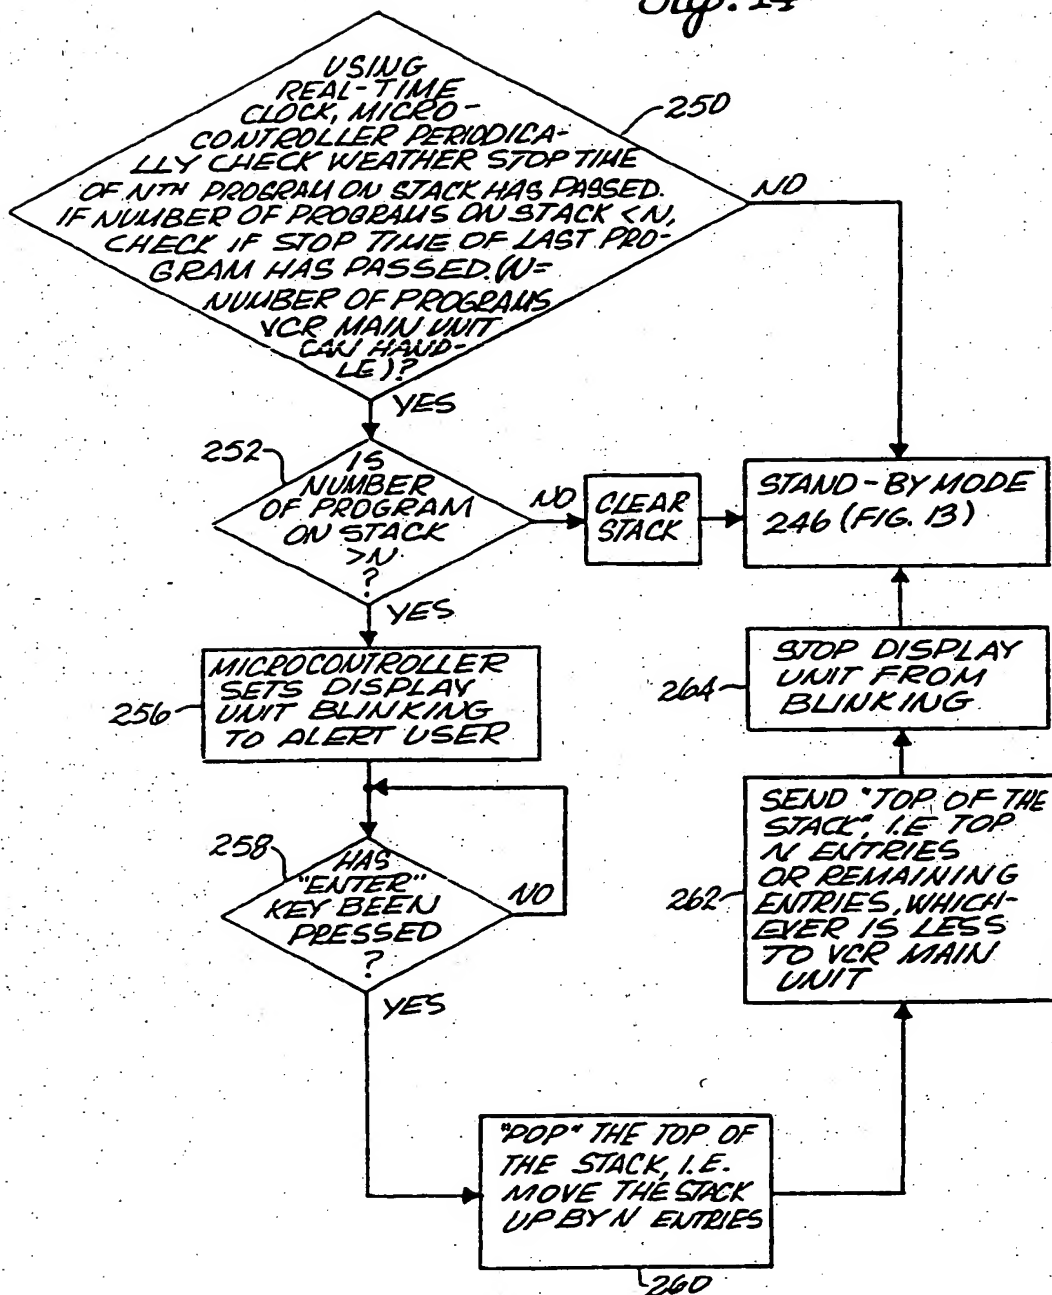 Fig. 14
USING
REAL-TIME
CLOCK, MICRO-
CONTROLLER PERIODICA-
LLY CHECK WEATHER STOP TIME
OF NTH PROGRAM ON STACK HAS PASSED.
IF NUMBER OF PROGRAMS ON STACK <N,
CHECK IF STOP TIME OF LAST PRO-
GRAM HAS PASSED. (N=
NUMBER OF PROGRAMS
VCR MAIN UNIT
CAN HAND-
LE)?
250
NO
YES
252
IS
NUMBER
OF PROGRAM
ON STACK
>N
?
NO
CLEAR
STACK
STAND-BY MODE
246 (FIG. 13)
YES
256
MICROCONTROLLER
SETS DISPLAY
UNIT BLINKING
TO ALERT USER
264
STOP DISPLAY
UNIT FROM
BLINKING
258
HAS
"ENTER"
KEY BEEN
PRESSED
?
NO
YES
262
SEND "TOP OF THE
STACK", I.E TOP
N ENTRIES
OR REMAINING
ENTRIES, WHICH-
EVER IS LESS
TO VCR MAIN
UNIT
"POP" THE TOP OF
THE STACK, I.E.
MOVE THE STACK
UP BY N ENTRIES
260